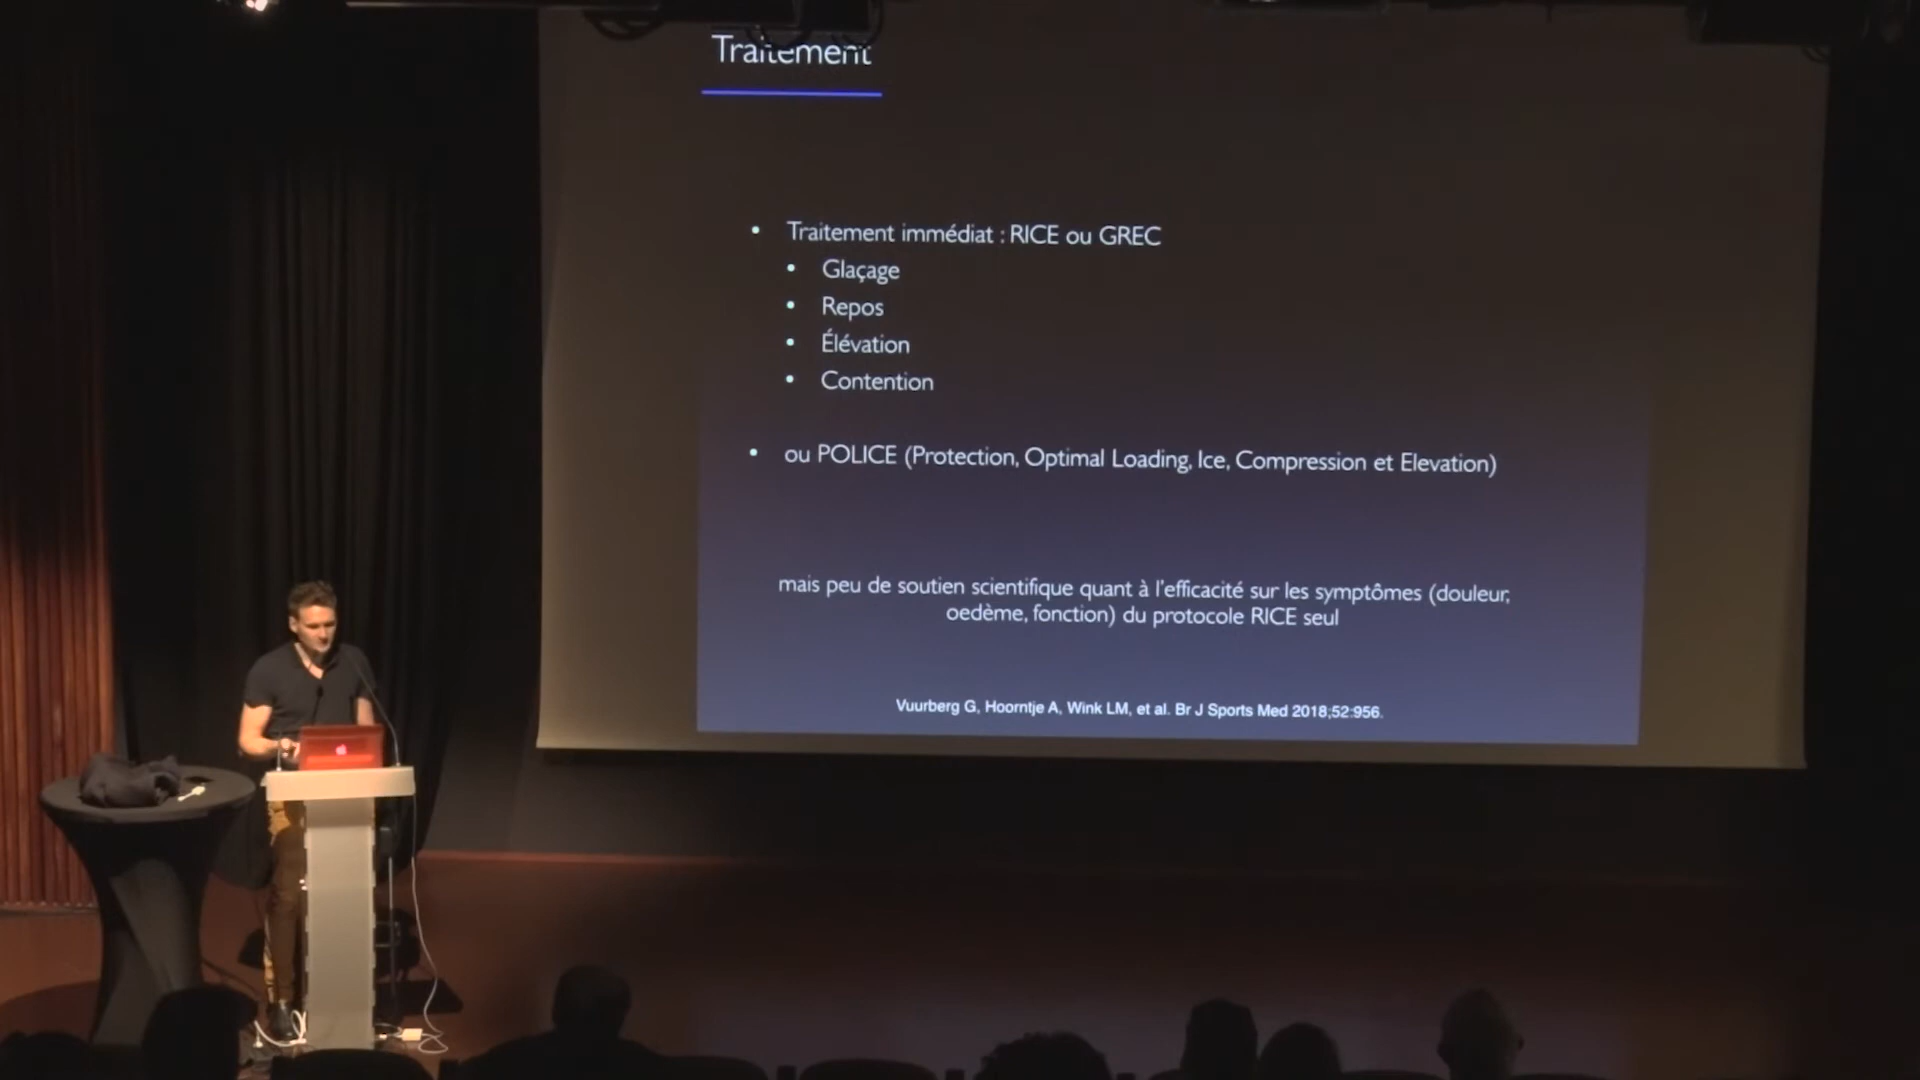 Traitement
• Traitement immédiat : RICE ou GREC
• Glaçage
• Repos
• Élévation
• Contention
• ou POLICE (Protection, Optimal Loading, Ice, Compression et Elevation)
mais peu de soutien scientifique quant à l'efficacité sur les symptômes (douleur,
oedème, fonction) du protocole RICE seul
Vuurberg G, Hoorntje A, Wink LM, et al. Br J Sports Med 2018;52:956.